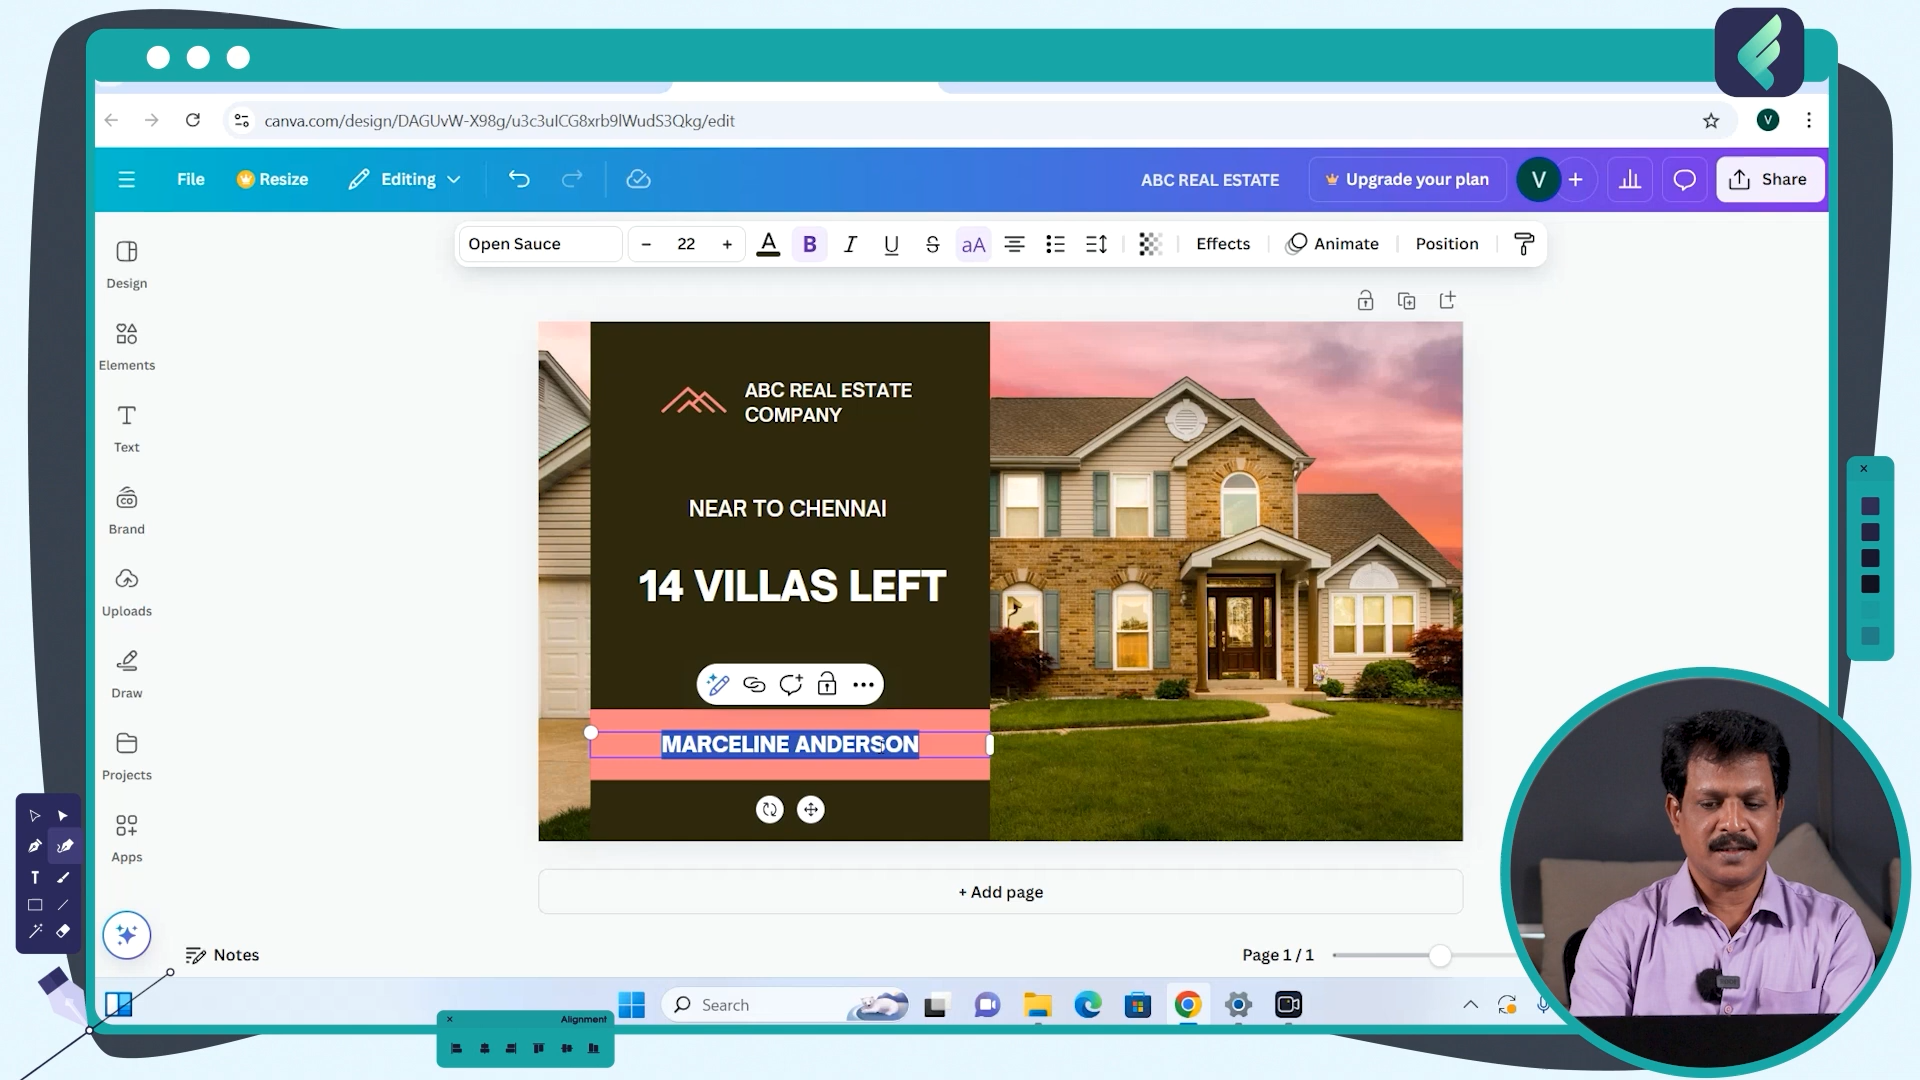 canva.com/design/DAGUvW-X98g/u3c3uICG8xrb9lWudS3Qkg/edit
V
File
Resize
Editing
ABC REAL ESTATE
Upgrade your plan
V
+
Share
Open Sauce
- 22 +
A
B
I
U
S
aA
Effects
Animate
Position
Design
Elements
Text
Brand
Uploads
Draw
Projects
Apps
ABC REAL ESTATE
COMPANY
NEAR TO CHENNAI
14 VILLAS LEFT
MARCELINE ANDERSON
+ Add page
Notes
Page 1 / 1
Search
Alignment